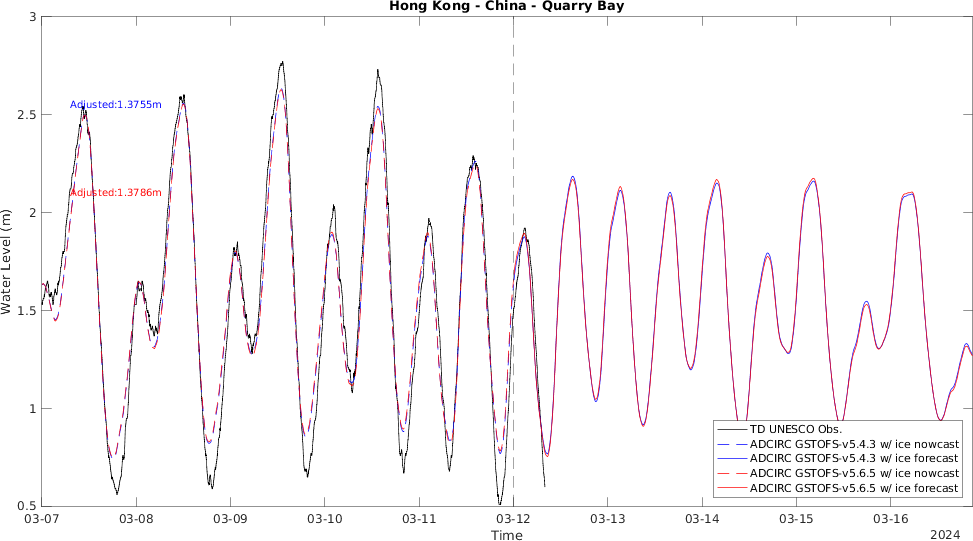 Hong Kong - China - Quarry Bay
3
2.5
2
1.5
1
0.5
Water Level (m)
Adjusted:1.3755m
Adjusted:1.3786m
TD UNESCO Obs.
ADCIRC GSTOFS-v5.4.3 w/ ice nowcast
ADCIRC GSTOFS-v5.4.3 w/ ice forecast
ADCIRC GSTOFS-v5.6.5 w/ ice nowcast
ADCIRC GSTOFS-v5.6.5 w/ ice forecast
03-07 03-08 03-09 03-10 03-11 03-12 03-13 03-14 03-15 03-16
Time
2024